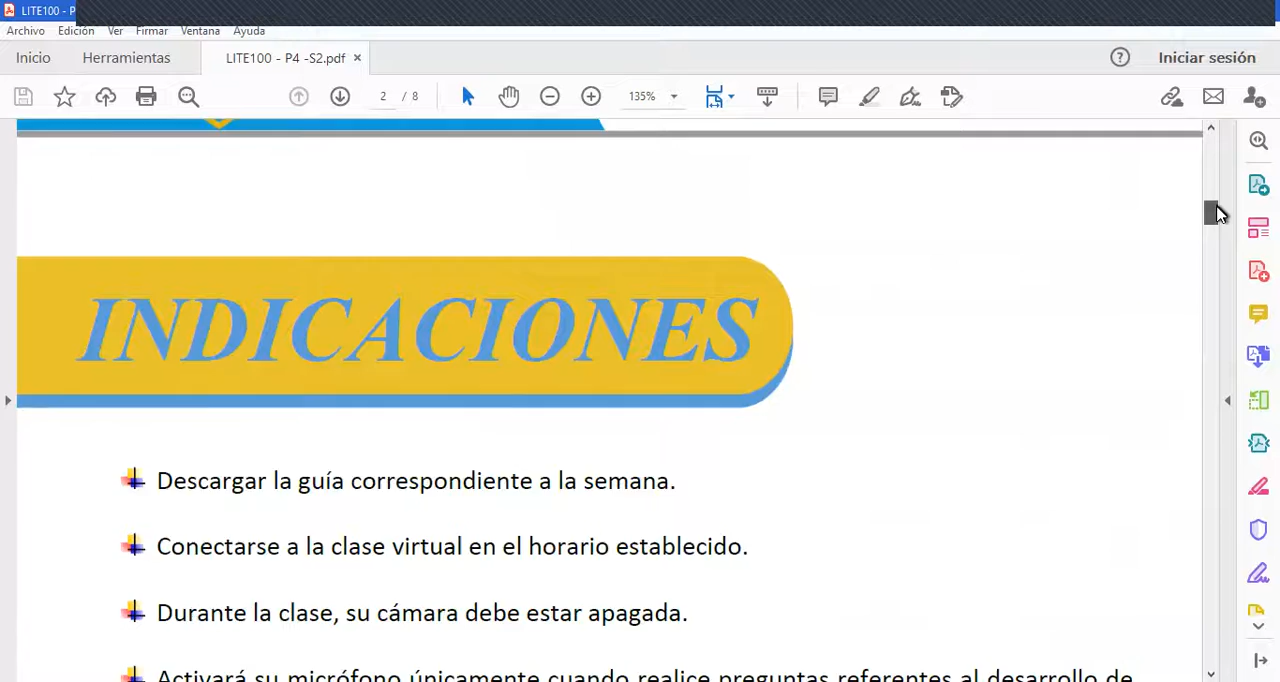 LITE100 - P
Archivo Edición Ver Firmar Ventana Ayuda
Inicio Herramientas LITE100 - P4 -S2.pdf × ? Iniciar sesión
2 / 8 135%
INDICACIONES
Descargar la guía correspondiente a la semana.
Conectarse a la clase virtual en el horario establecido.
Durante la clase, su cámara debe estar apagada.
Activará su micrófono únicamente cuando realice preguntas referentes al desarrollo de